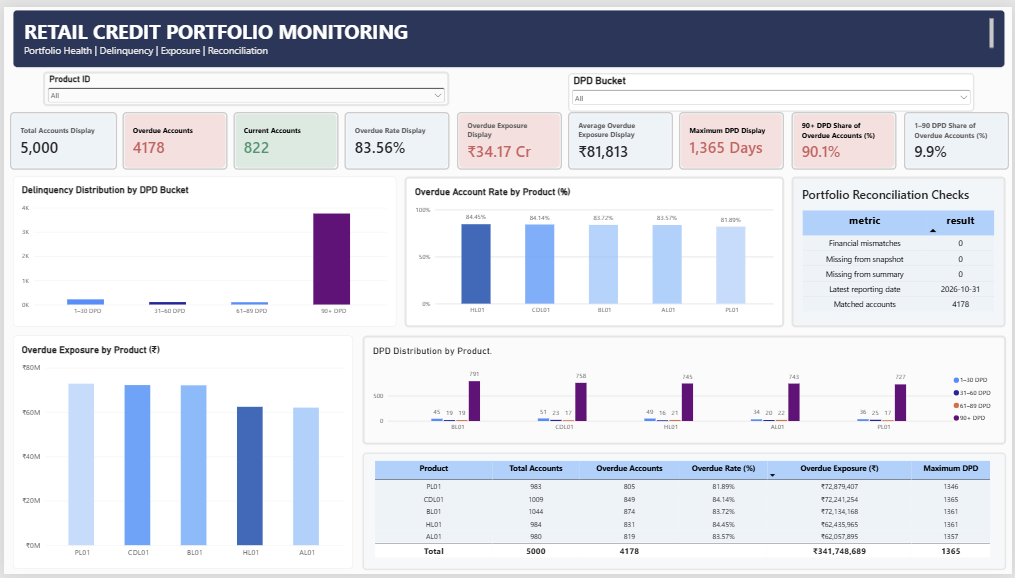 RETAIL CREDIT PORTFOLIO MONITORING
Portfolio Health | Delinquency | Exposure | Reconciliation
Product ID
All
DPD Bucket
All
Total Accounts Display
5,000
Overdue Accounts
4178
Current Accounts
822
Overdue Rate Display
83.56%
Overdue Exposure
Display
₹34.17 Cr
Average Overdue
Exposure Display
₹81,813
Maximum DPD Display
1,365 Days
90+ DPD Share of
Overdue Accounts (%)
90.1%
1–90 DPD Share of
Overdue Accounts (%)
9.9%
Delinquency Distribution by DPD Bucket
4K
3K
2K
1K
0K
1–30 DPD 31–60 DPD 61–89 DPD 90+ DPD
Overdue Account Rate by Product (%)
100%
50%
0%
84.45% 84.14% 83.72% 83.57% 81.89%
HL01 CDL01 BL01 AL01 PL01
Portfolio Reconciliation Checks
metric result
Financial mismatches 0
Missing from snapshot 0
Missing from summary 0
Latest reporting date 2026-10-31
Matched accounts 4178
Overdue Exposure by Product (₹)
₹80M
₹60M
₹40M
₹20M
₹0M
PL01 CDL01 BL01 HL01 AL01
DPD Distribution by Product.
500
0
45 19 19 791
51 23 17 758
49 16 21 745
34 20 22 743
36 25 17 727
BL01 CDL01 HL01 AL01 PL01
1–30 DPD
31–60 DPD
61–89 DPD
90+ DPD
Product Total Accounts Overdue Accounts Overdue Rate (%) Overdue Exposure (₹) Maximum DPD
PL01 983 805 81.89% ₹72,879,407 1346
CDL01 1009 849 84.14% ₹72,241,254 1365
BL01 1044 874 83.72% ₹72,134,168 1361
HL01 984 831 84.45% ₹62,435,965 1361
AL01 980 819 83.57% ₹62,057,895 1357
Total 5000 4178 ₹341,748,689 1365